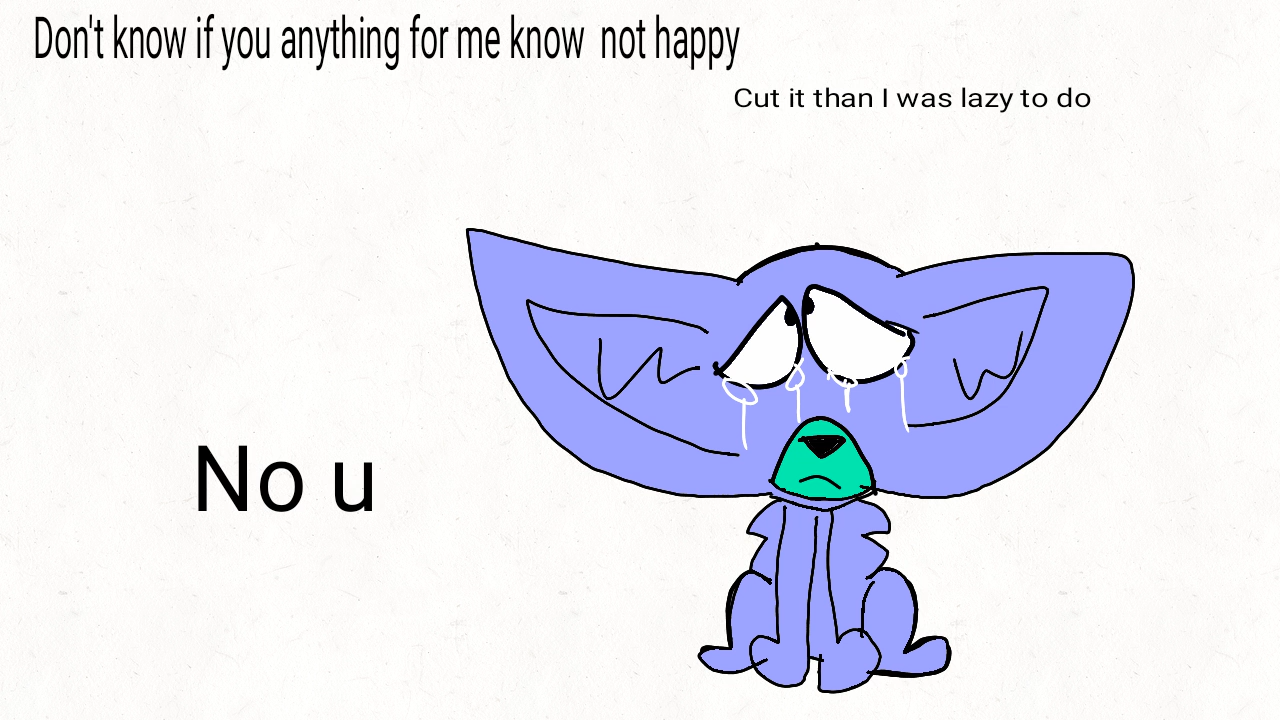 Don't know if you anything for me know  not happy
Cut it than I was lazy to do
No u